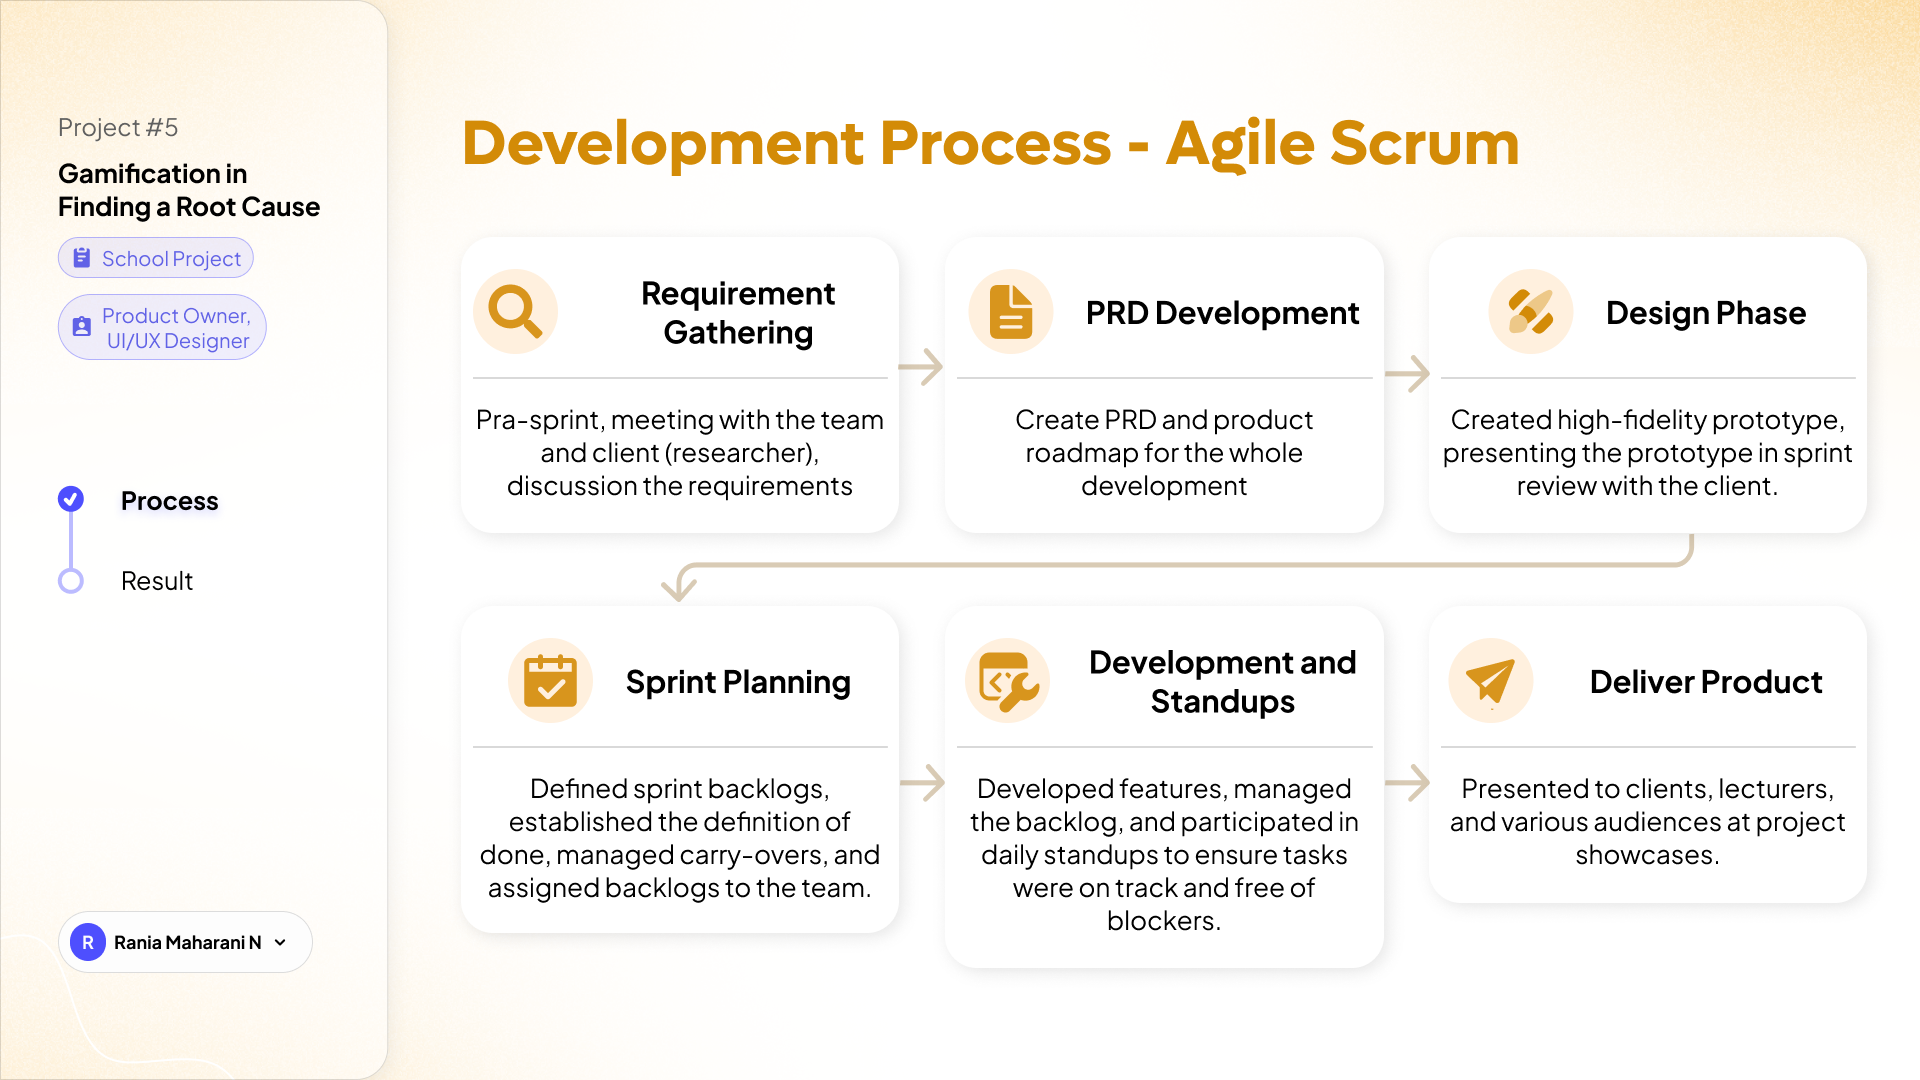 Project #5
Gamification in
Finding a Root Cause
School Project
Product Owner,
UI/UX Designer
Process
Result
R
Rania Maharani N
Development Process - Agile Scrum
Requirement
Gathering
Pra-sprint, meeting with the team
and client (researcher),
discussion the requirements
PRD Development
Create PRD and product
roadmap for the whole
development
Design Phase
Created high-fidelity prototype,
presenting the prototype in sprint
review with the client.
Sprint Planning
Defined sprint backlogs,
established the definition of
done, managed carry-overs, and
assigned backlogs to the team.
Development and
Standups
Developed features, managed
the backlog, and participated in
daily standups to ensure tasks
were on track and free of
blockers.
Deliver Product
Presented to clients, lecturers,
and various audiences at project
showcases.